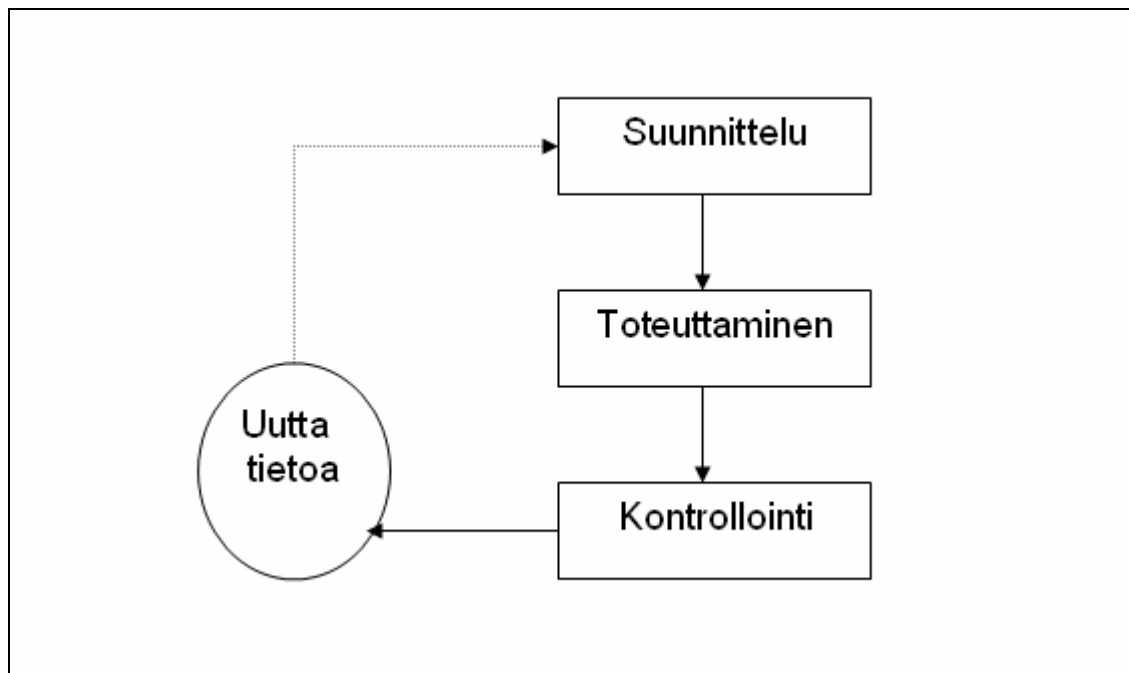 Suunnittelu
Toteuttaminen
Kontrollointi
Uutta
tietoa